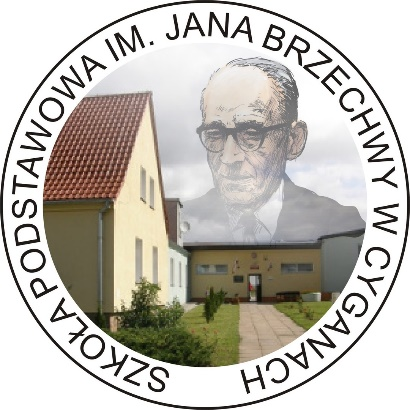 SZKOŁA PODSTAWOWA IM. JANA BRZECHWY W CYGANACH